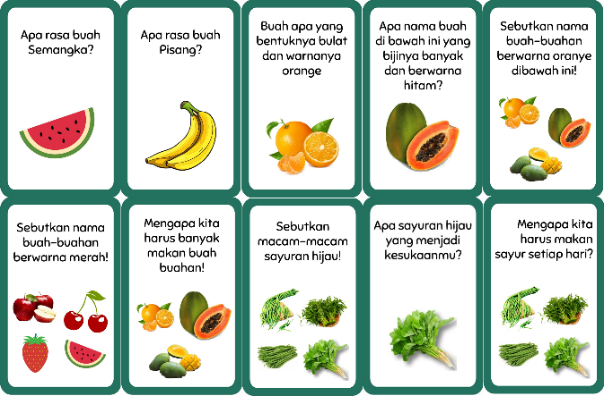 Apa rasa buah
Semangka?
Apa rasa buah
Pisang?
Buah apa yang
bentuknya bulat
dan warnanya
orange
Apa nama buah
di bawah ini yang
bijinya banyak
dan berwarna
hitam?
Sebutkan nama
buah-buahan
berwarna oranye
dibawah ini!
Sebutkan nama
buah-buahan
berwarna merah!
Mengapa kita
harus banyak
makan buah
buahan!
Sebutkan
macam-macam
sayuran hijau!
Apa sayuran hijau
yang menjadi
kesukaanmu?
Mengapa kita
harus makan
sayur setiap hari?